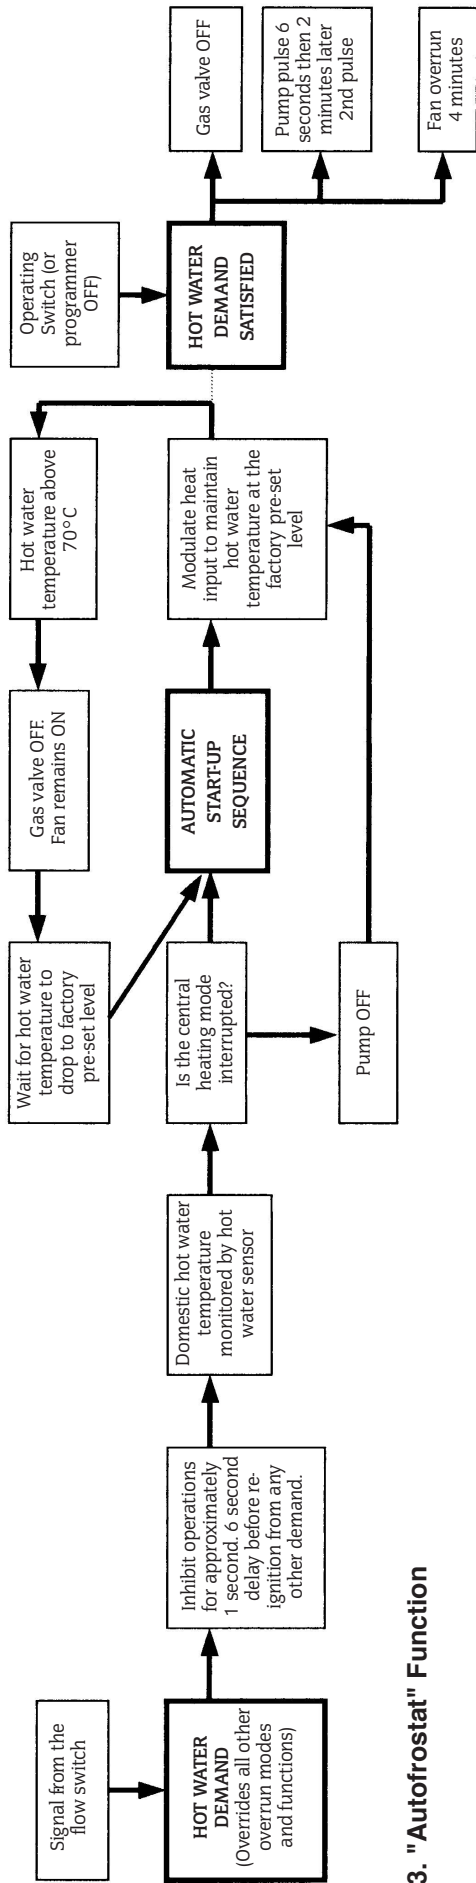 Signal from the
flow switch
HOT WATER
DEMAND
(Overrides all other
overrun modes
and functions)
Inhibit operations
for approximately
1 second. 6 second
delay before re-
ignition from any
other demand.
Domestic hot water
temperature
monitored by hot
water sensor
Wait for hot water
temperature to
drop to factory
pre-set level
Is the central
heating mode
interrupted?
Pump OFF
Gas valve OFF.
Fan remains ON
AUTOMATIC
START-UP
SEQUENCE
Hot water
temperature above
70°C
Modulate heat
input to maintain
hot water
temperature at the
factory pre-set
level
Operating
Switch (or
programmer
OFF)
HOT WATER
DEMAND
SATISFIED
Gas valve OFF
Pump pulse 6
seconds then 2
minutes later
2nd pulse
Fan overrun
4 minutes
3. "Autofrostat" Function